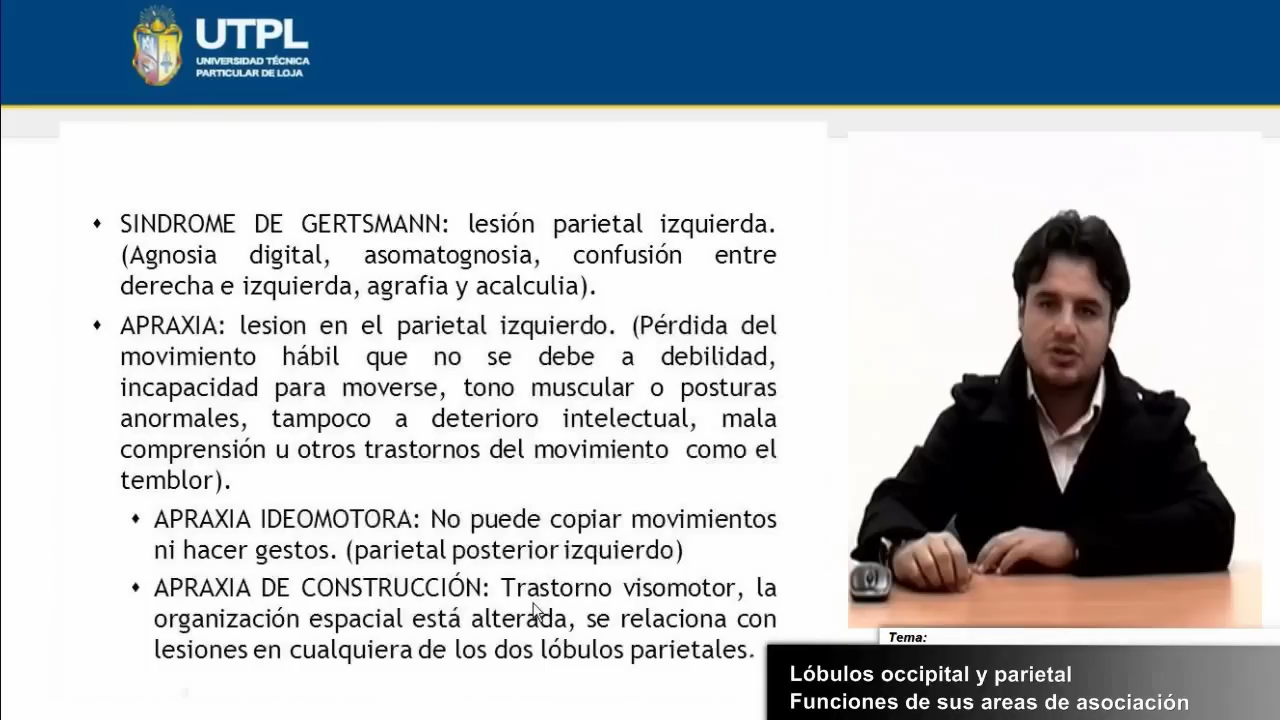 UTPL
UNIVERSIDAD TÉCNICA
PARTICULAR DE LOJA
SINDROME DE GERTSMANN: lesión parietal izquierda.
(Agnosia digital, asomatognosia, confusión entre
derecha e izquierda, agrafia y acalculia).
APRAXIA: lesion en el parietal izquierdo. (Pérdida del
movimiento hábil que no se debe a debilidad,
incapacidad para moverse, tono muscular o posturas
anormales, tampoco a deterioro intelectual, mala
comprensión u otros trastornos del movimiento como el
temblor).
APRAXIA IDEOMOTORA: No puede copiar movimientos
ni hacer gestos. (parietal posterior izquierdo)
APRAXIA DE CONSTRUCCIÓN: Trastorno visomotor, la
organización espacial está alterada, se relaciona con
lesiones en cualquiera de los dos lóbulos parietales.
Tema:
Lóbulos occipital y parietal
Funciones de sus areas de asociación